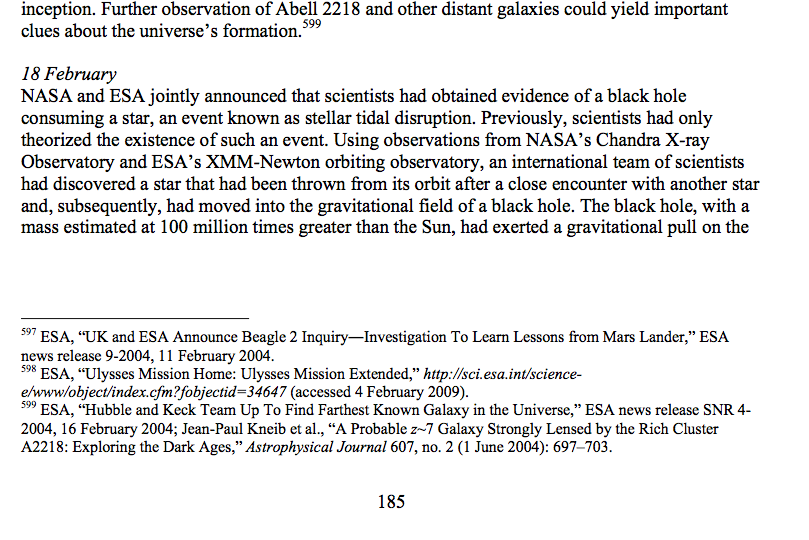 inception. Further observation of Abell 2218 and other distant galaxies could yield important
clues about the universe’s formation.599
18 February
NASA and ESA jointly announced that scientists had obtained evidence of a black hole
consuming a star, an event known as stellar tidal disruption. Previously, scientists had only
theorized the existence of such an event. Using observations from NASA’s Chandra X-ray
Observatory and ESA’s XMM-Newton orbiting observatory, an international team of scientists
had discovered a star that had been thrown from its orbit after a close encounter with another star
and, subsequently, had moved into the gravitational field of a black hole. The black hole, with a
mass estimated at 100 million times greater than the Sun, had exerted a gravitational pull on the
597 ESA, “UK and ESA Announce Beagle 2 Inquiry—Investigation To Learn Lessons from Mars Lander,” ESA
news release 9-2004, 11 February 2004.
598 ESA, “Ulysses Mission Home: Ulysses Mission Extended,” http://sci.esa.int/science-
e/www/object/index.cfm?fobjectid=34647 (accessed 4 February 2009).
599 ESA, “Hubble and Keck Team Up To Find Farthest Known Galaxy in the Universe,” ESA news release SNR 4-
2004, 16 February 2004; Jean-Paul Kneib et al., “A Probable z~7 Galaxy Strongly Lensed by the Rich Cluster
A2218: Exploring the Dark Ages,” Astrophysical Journal 607, no. 2 (1 June 2004): 697–703.
185